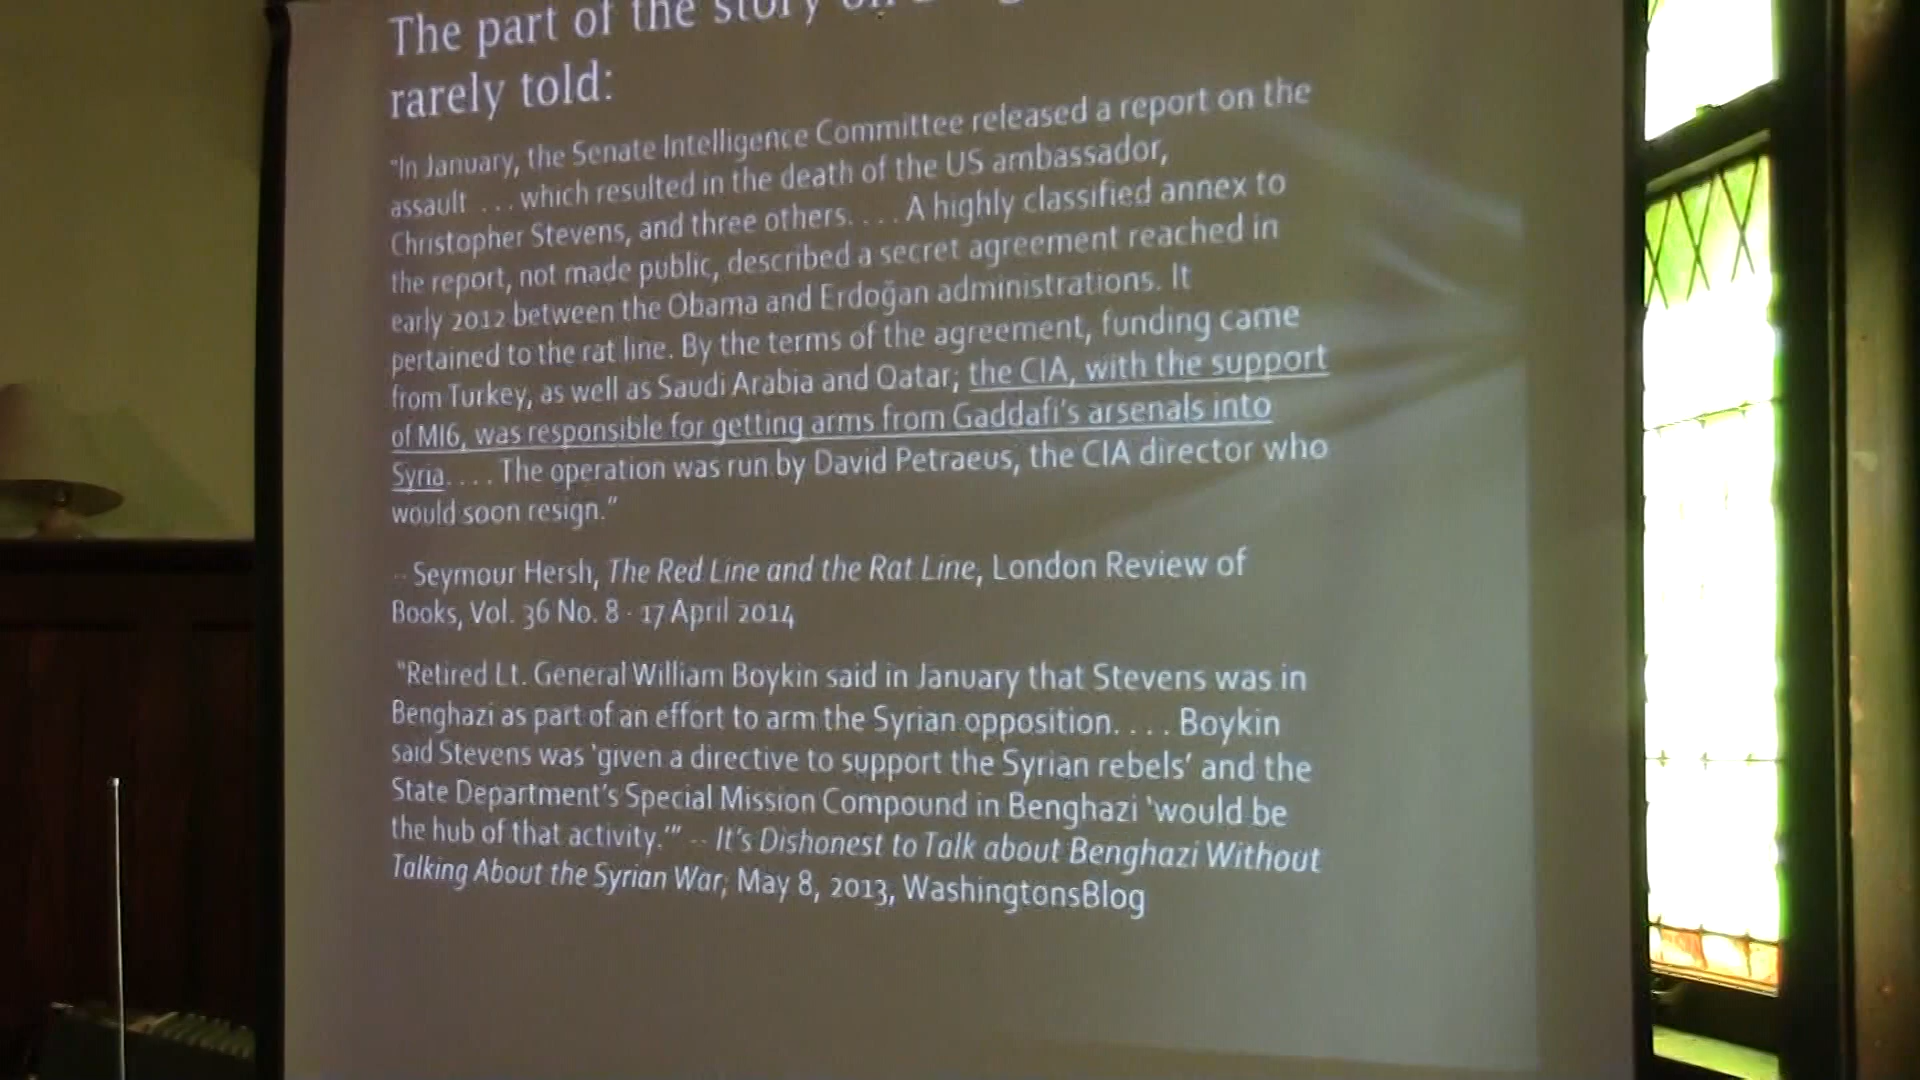 The part of the story on
rarely told:
"In January, the Senate Intelligence Committee released a report on the
assault . . . which resulted in the death of the US ambassador,
Christopher Stevens, and three others. . . . A highly classified annex to
the report, not made public, described a secret agreement reached in
early 2012 between the Obama and Erdoğan administrations. It
pertained to the rat line. By the terms of the agreement, funding came
from Turkey, as well as Saudi Arabia and Qatar; the CIA, with the support
of MI6, was responsible for getting arms from Gaddafi's arsenals into
Syria. . . . The operation was run by David Petraeus, the CIA director who
would soon resign."
-- Seymour Hersh, The Red Line and the Rat Line, London Review of
Books, Vol. 36 No. 8 · 17 April 2014
"Retired Lt. General William Boykin said in January that Stevens was in
Benghazi as part of an effort to arm the Syrian opposition. . . . Boykin
said Stevens was 'given a directive to support the Syrian rebels' and the
State Department's Special Mission Compound in Benghazi 'would be
the hub of that activity.'" -- It's Dishonest to Talk about Benghazi Without
Talking About the Syrian War, May 8, 2013, WashingtonsBlog